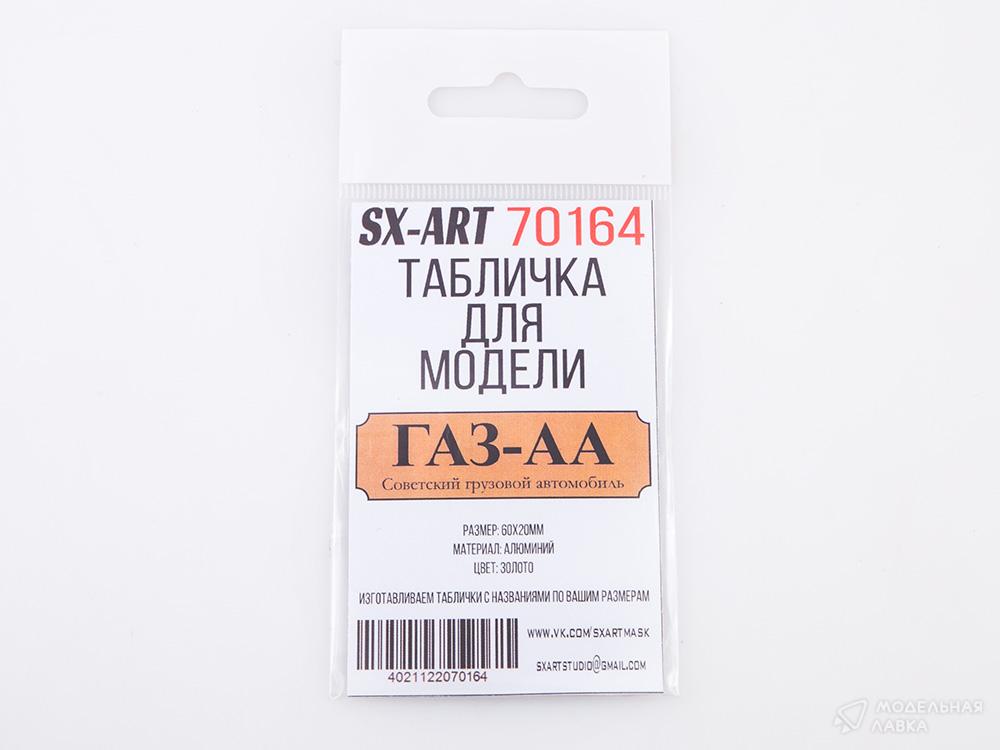 SX-ART 70164
ТАБЛИЧКА
ДЛЯ
МОДЕЛИ
ГАЗ-АА
Советский грузовой автомобиль
РАЗМЕР: 60Х20ММ
МАТЕРИАЛ: АЛЮМИНИЙ
ЦВЕТ: ЗОЛОТО
ИЗГОТАВЛИВАЕМ ТАБЛИЧКИ С НАЗВАНИЯМИ ПО ВАШИМ РАЗМЕРАМ
WWW.VK.COM/SXARTMASK
SXARTSTUDIO@GMAIL.COM
4021122070164
МОДЕЛЬНАЯ
ЛАВКА